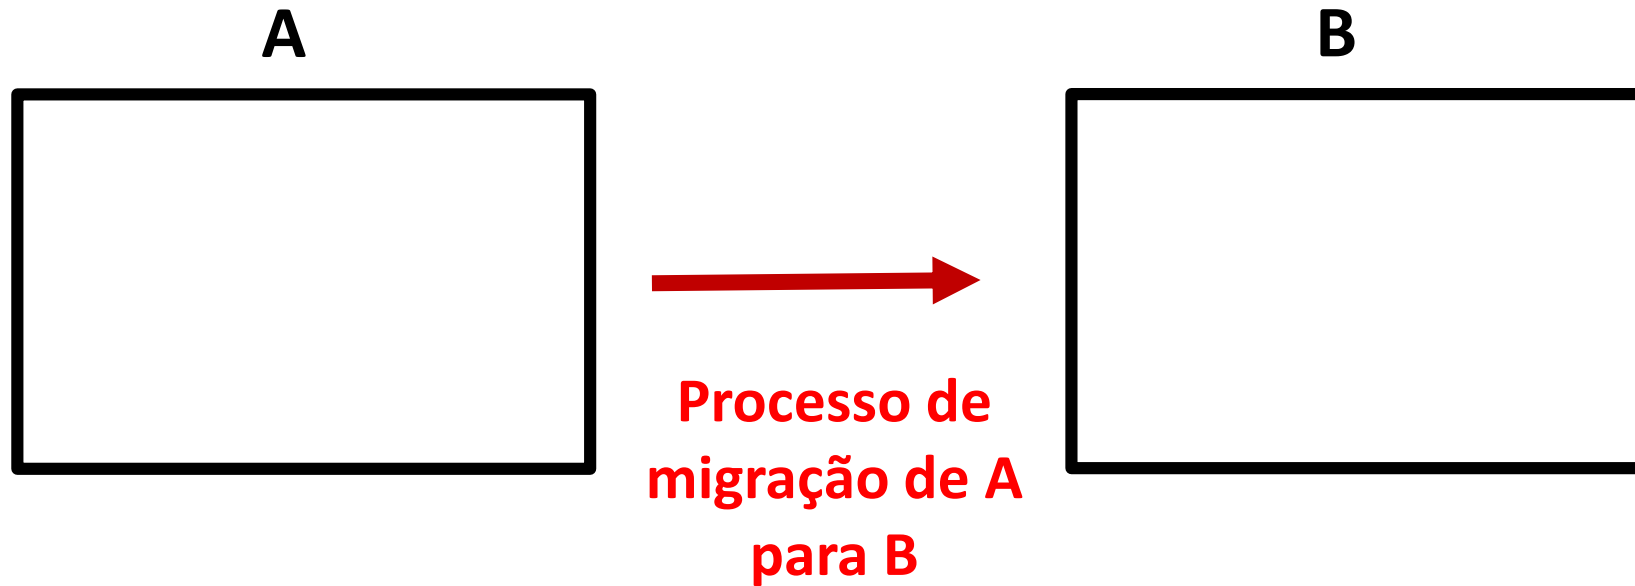 A
B
Processo de
migração de A
para B